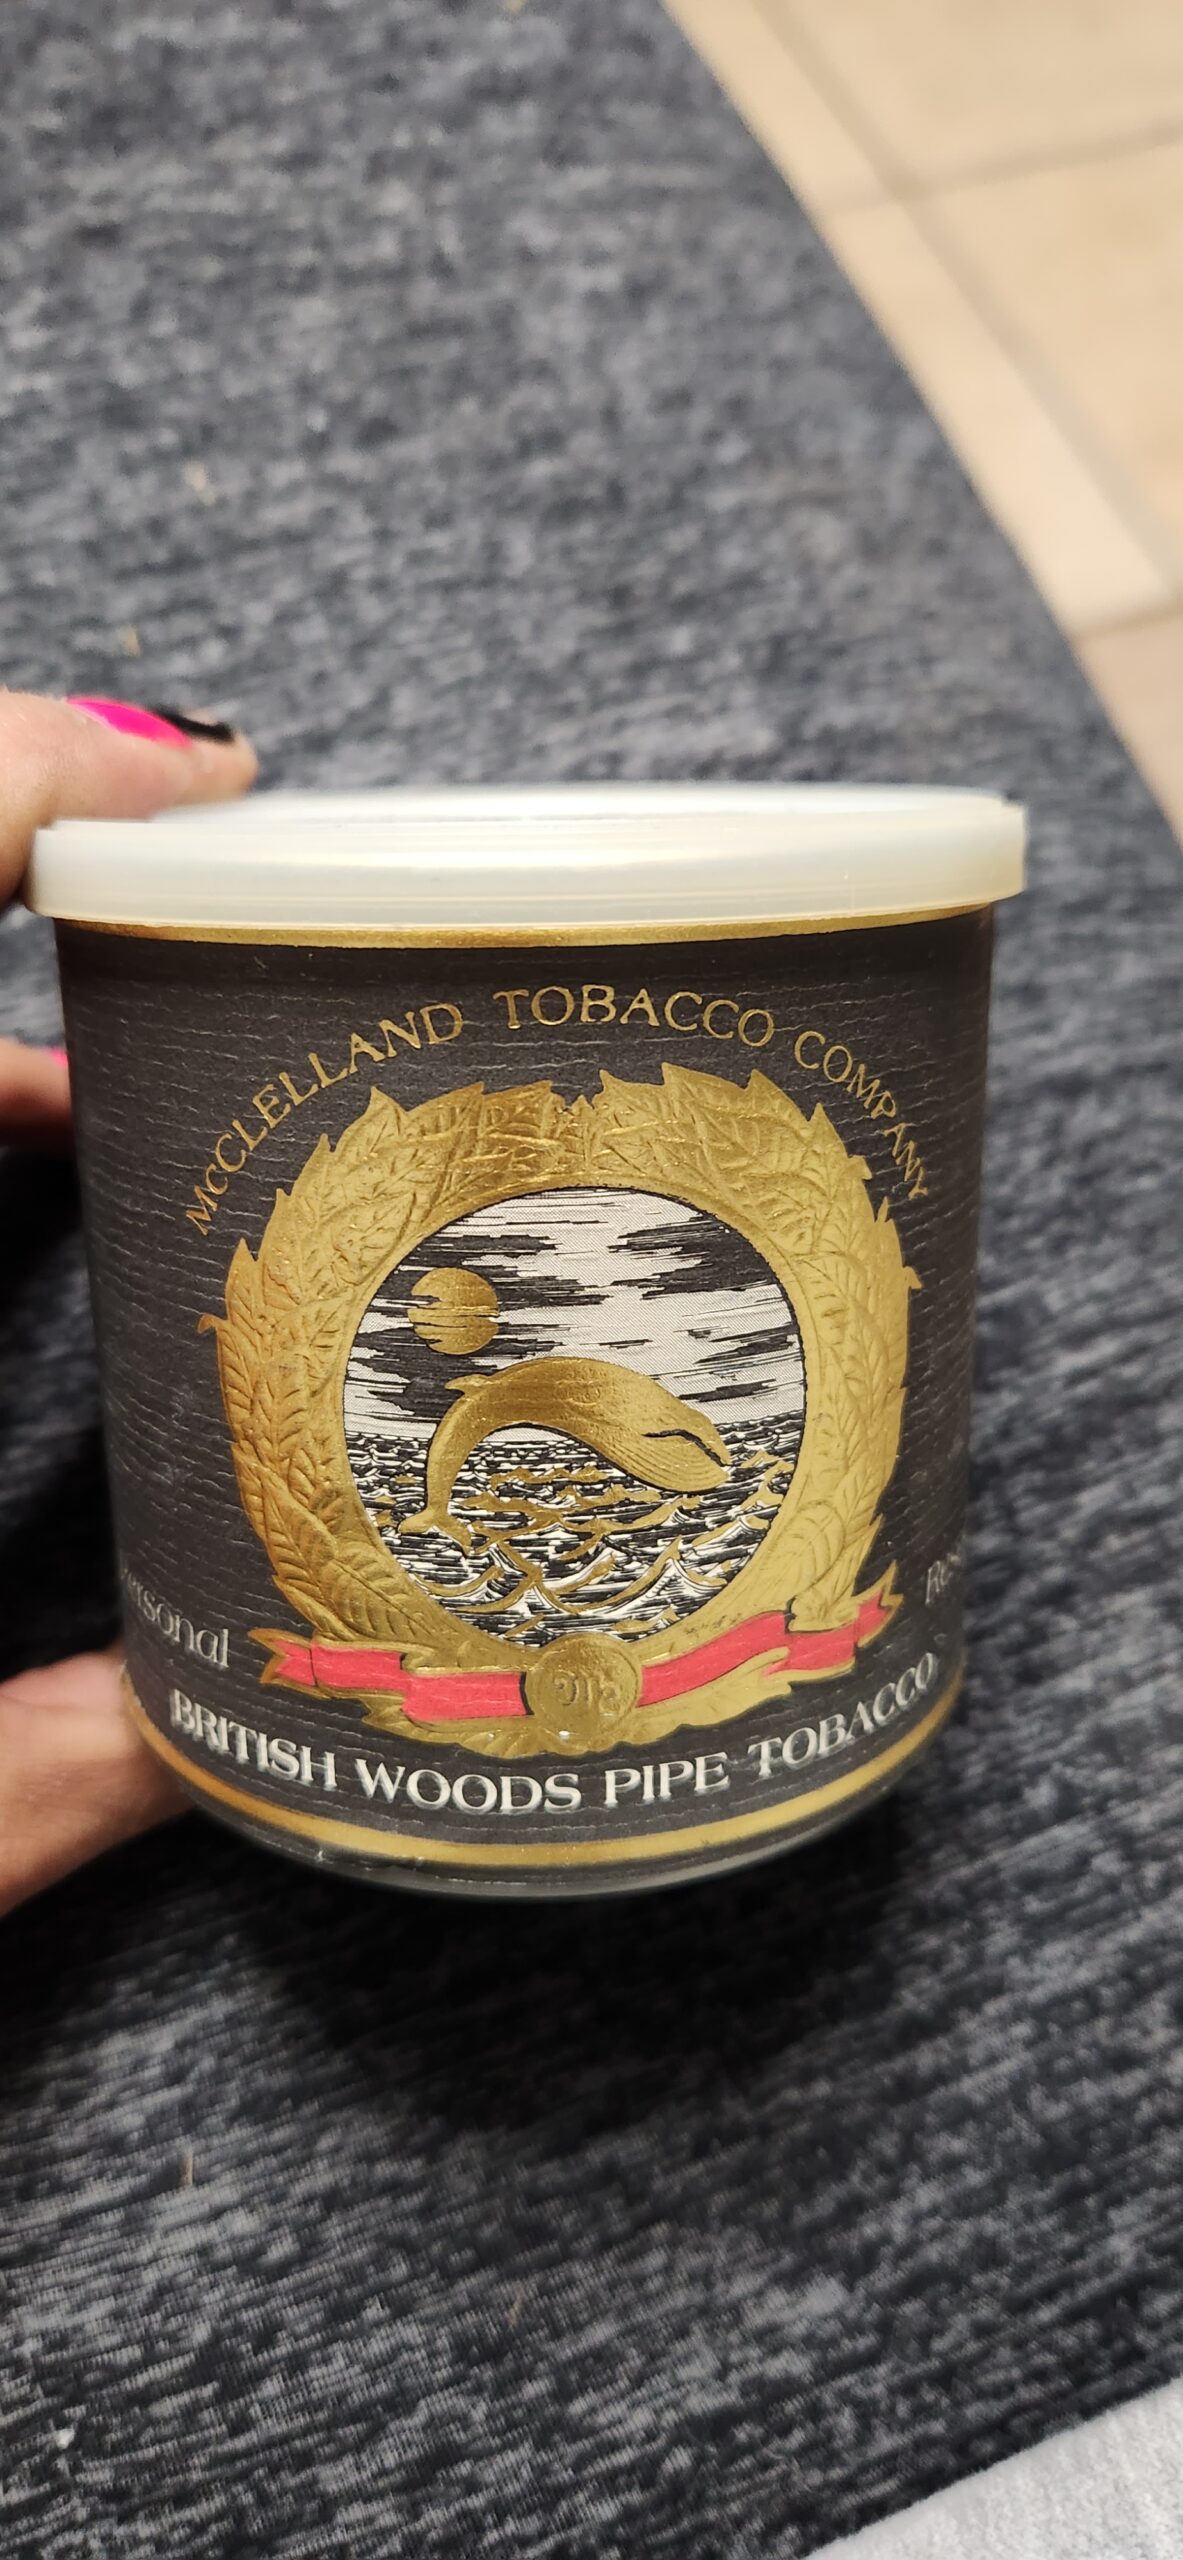 McCLELLAND TOBACCO COMPANY
BRITISH WOODS PIPE TOBACCO